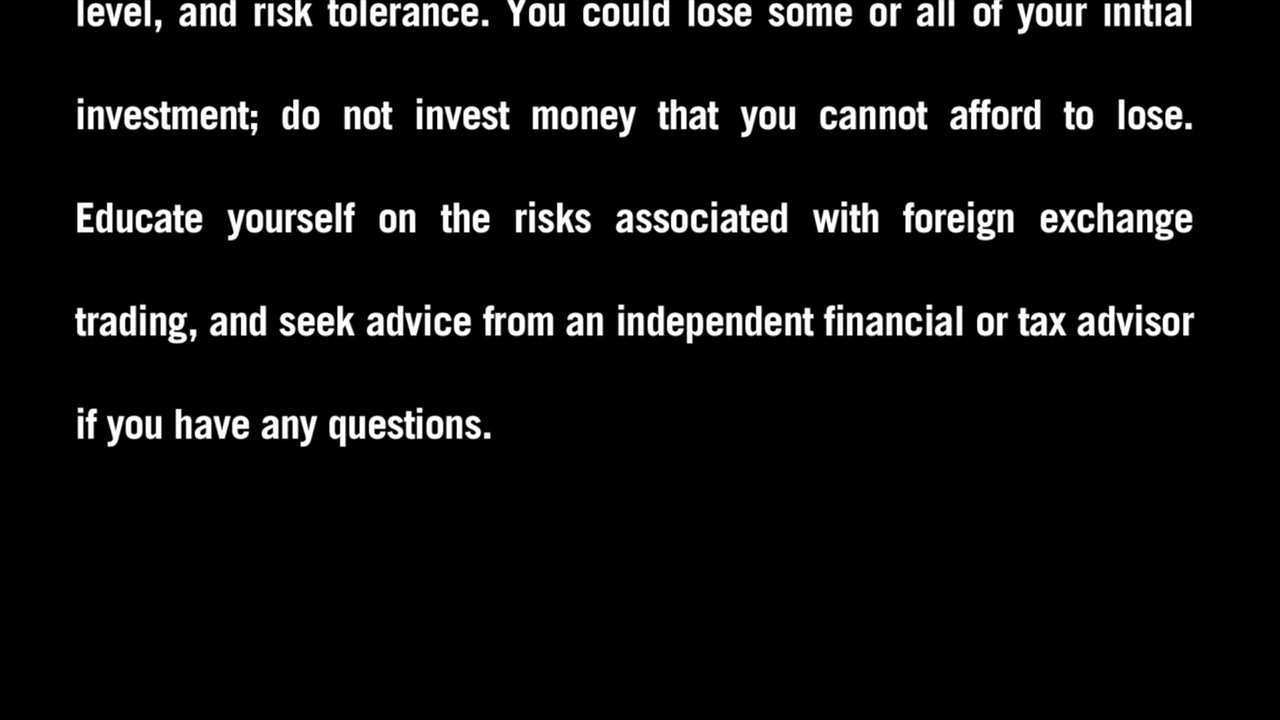 level, and risk tolerance. You could lose some or all of your initial
investment; do not invest money that you cannot afford to lose.
Educate yourself on the risks associated with foreign exchange
trading, and seek advice from an independent financial or tax advisor
if you have any questions.